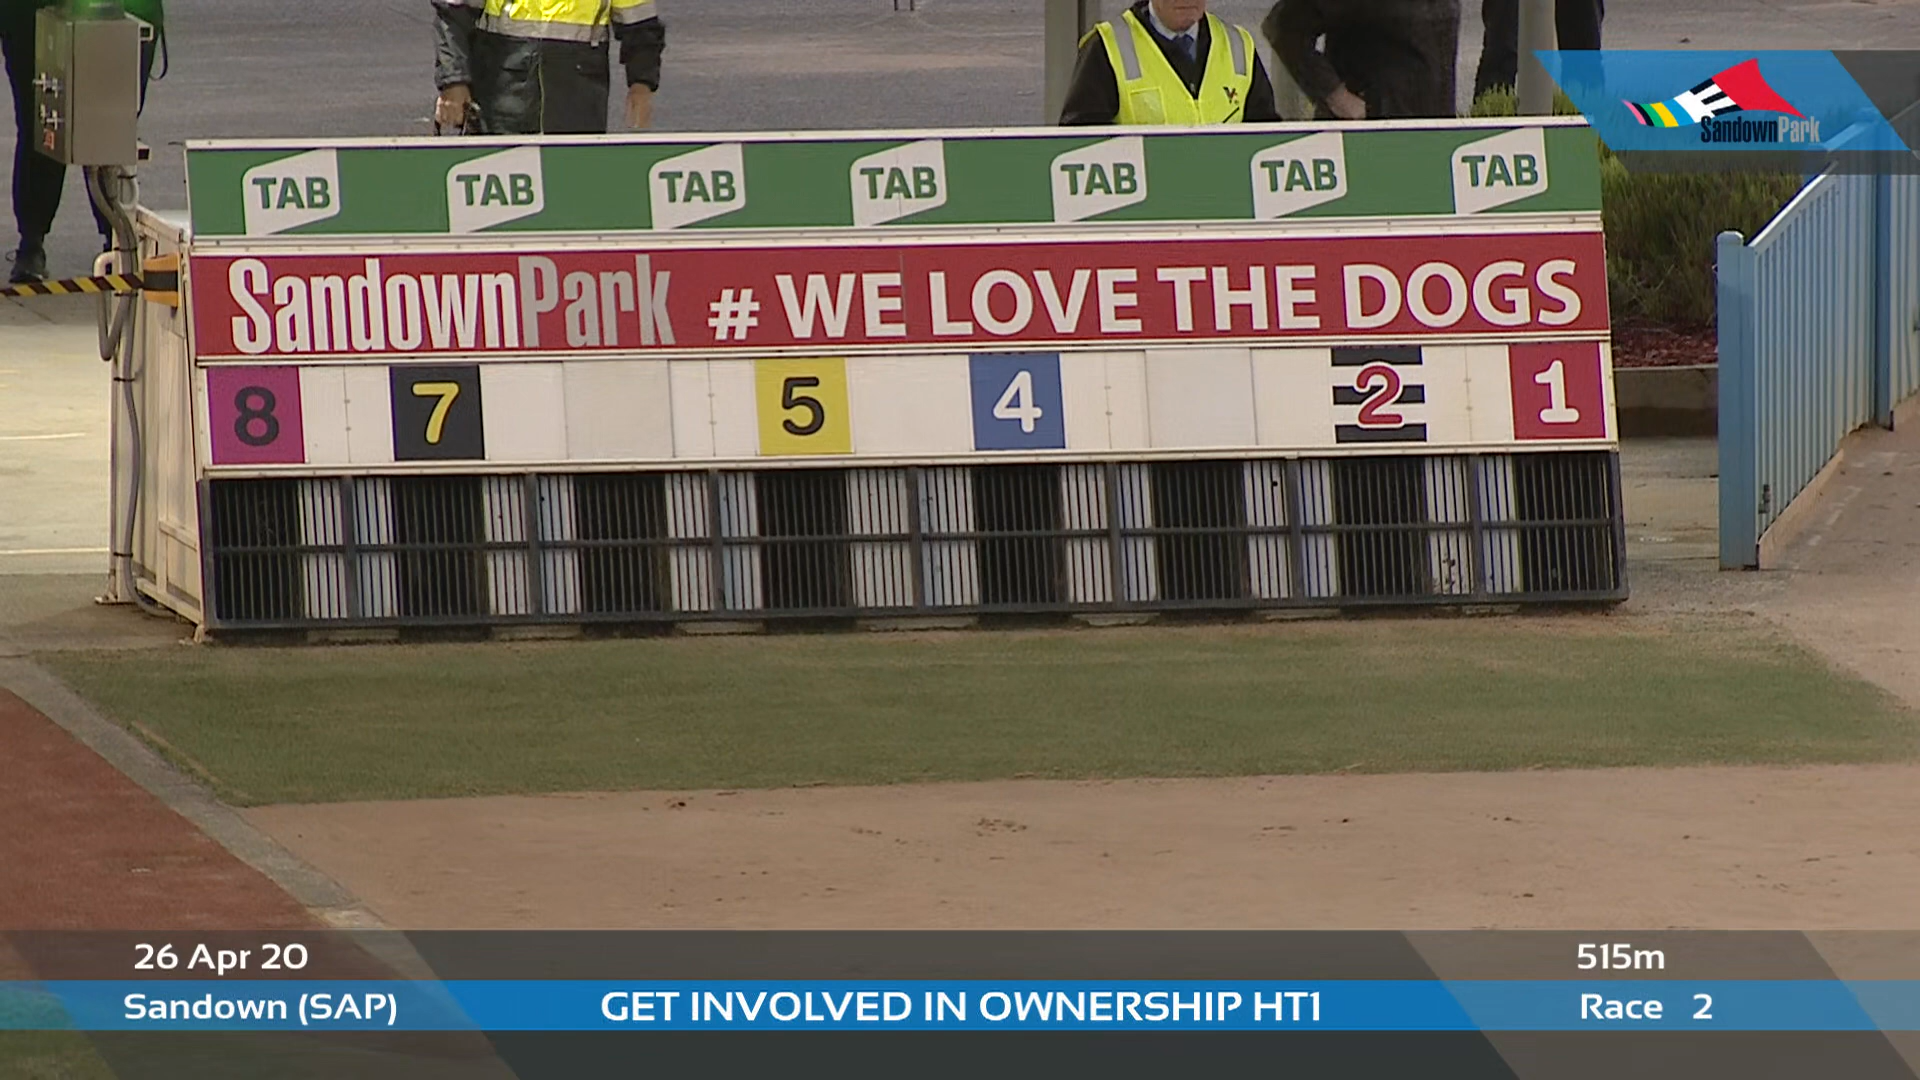 SandownPark
TAB TAB TAB TAB TAB TAB TAB
SandownPark # WE LOVE THE DOGS
8 7 5 4 2 1
26 Apr 20
515m
Sandown (SAP)
GET INVOLVED IN OWNERSHIP HT1
Race 2